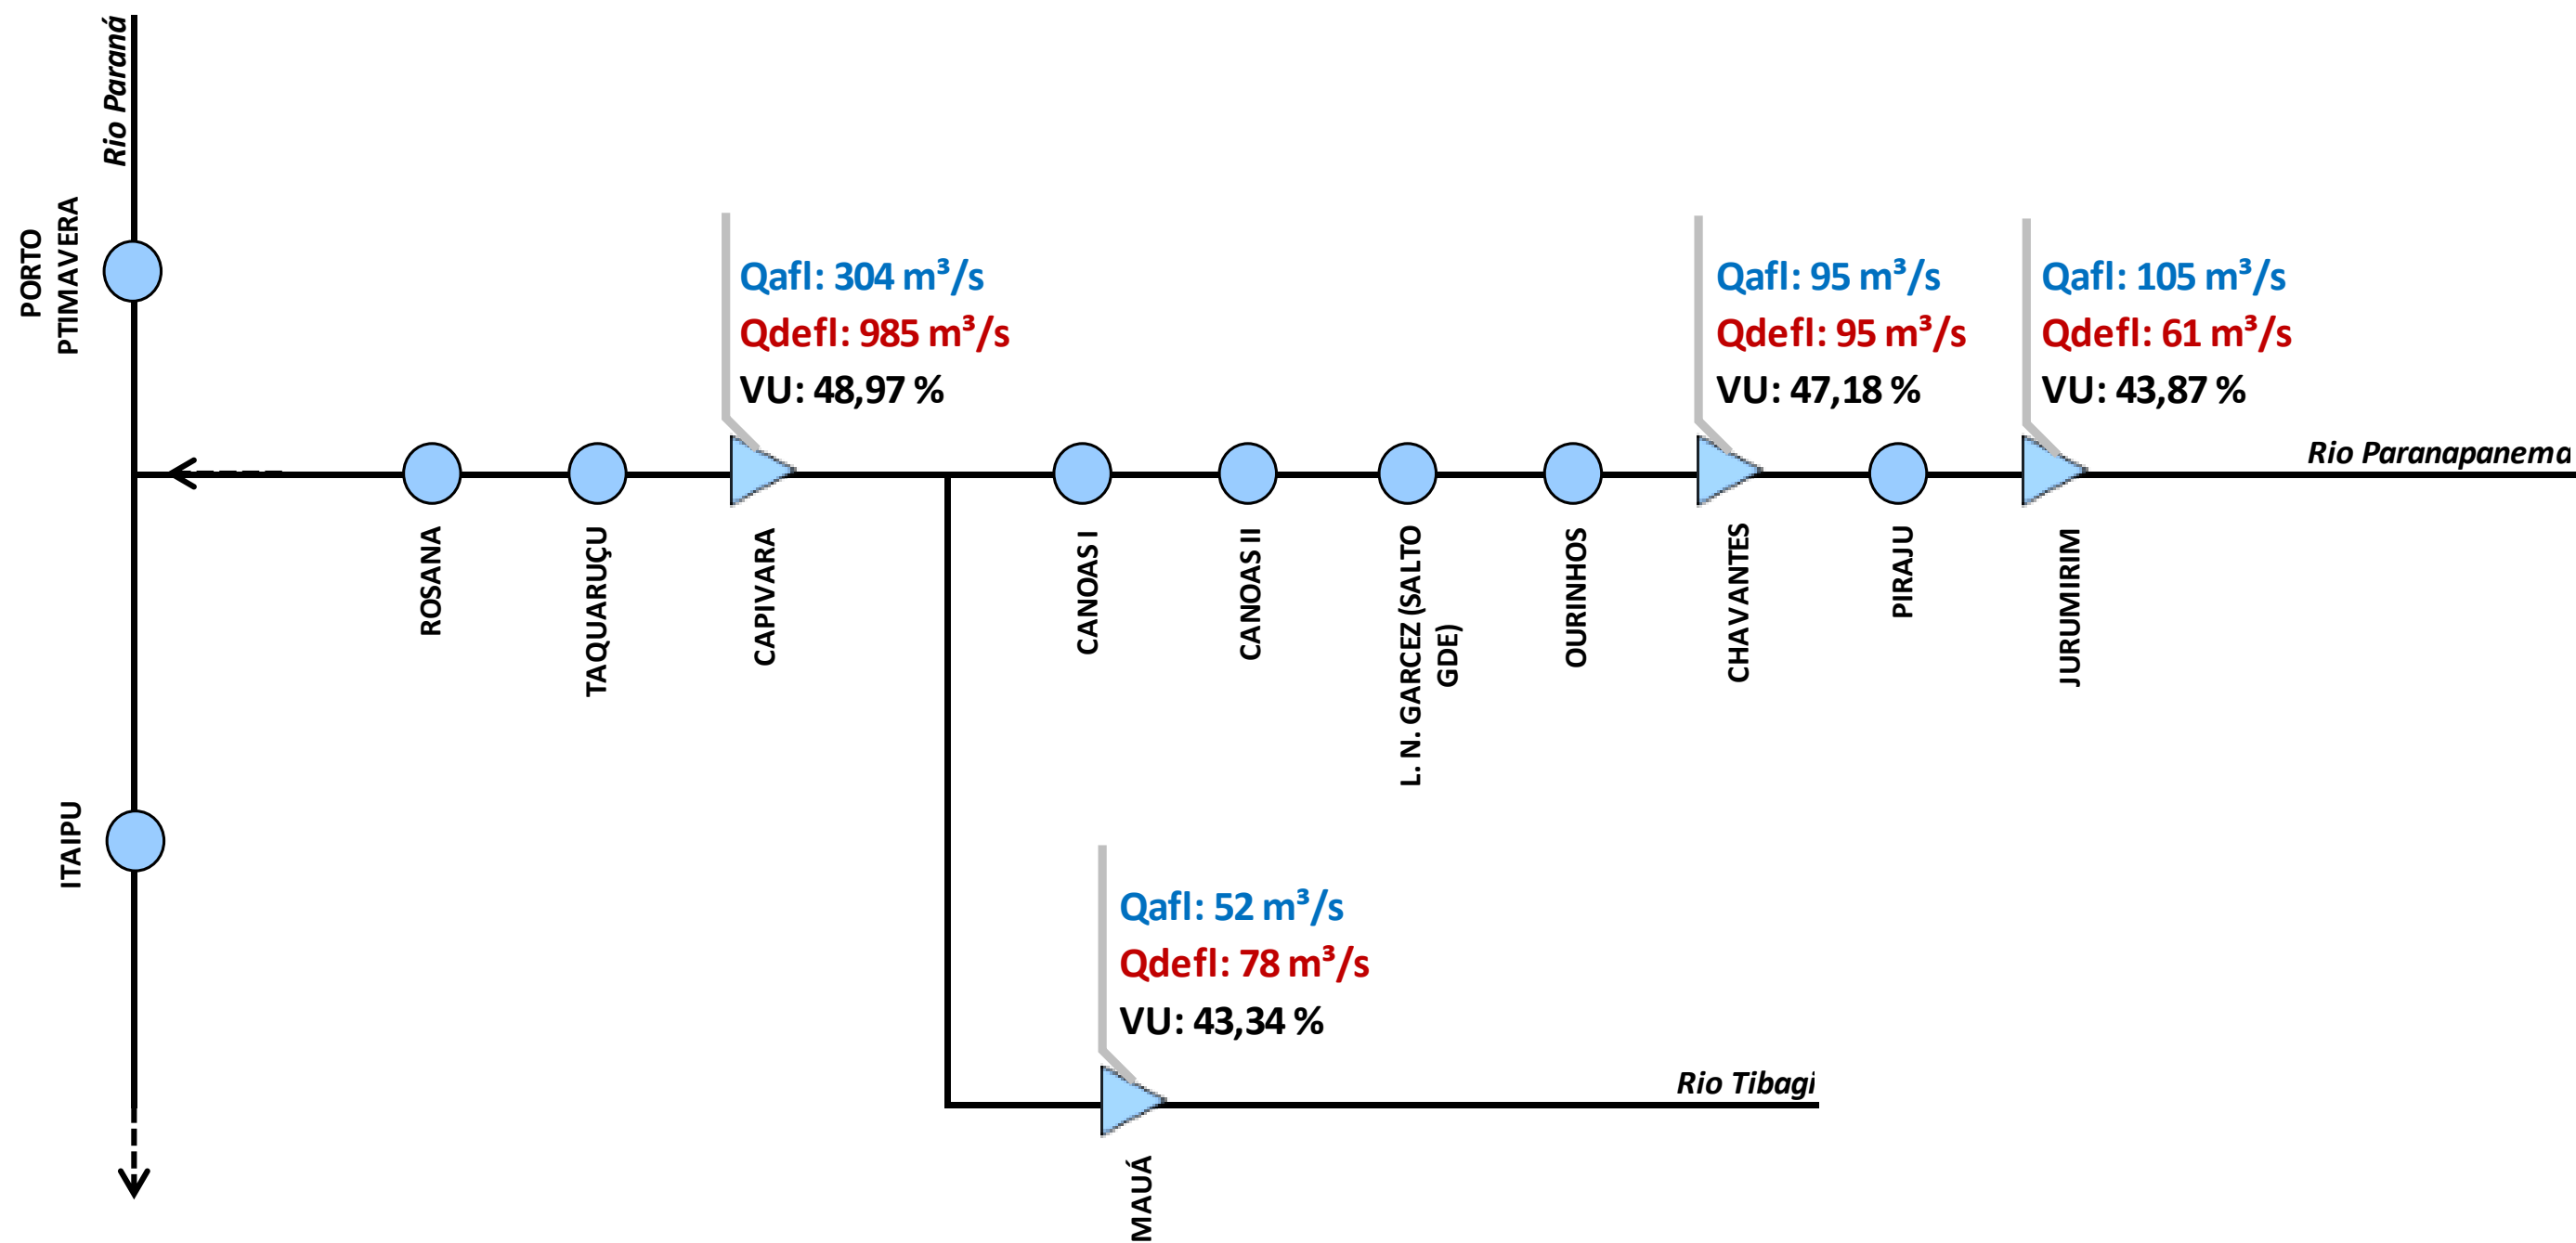 Rio Paraná
PORTO
PTIMAVERA
Qafl: 304 m³/s
Qdefl: 985 m³/s
VU: 48,97 %
Qafl: 95 m³/s
Qdefl: 95 m³/s
VU: 47,18 %
Qafl: 105 m³/s
Qdefl: 61 m³/s
VU: 43,87 %
Rio Paranapanema
ROSANA
TAQUARUÇU
CAPIVARA
CANOAS I
CANOAS II
L. N. GARCEZ (SALTO
GDE)
OURINHOS
CHAVANTES
PIRAJU
JURUMIRIM
ITAIPU
Qafl: 52 m³/s
Qdefl: 78 m³/s
VU: 43,34 %
Rio Tibagi
MAUÁ